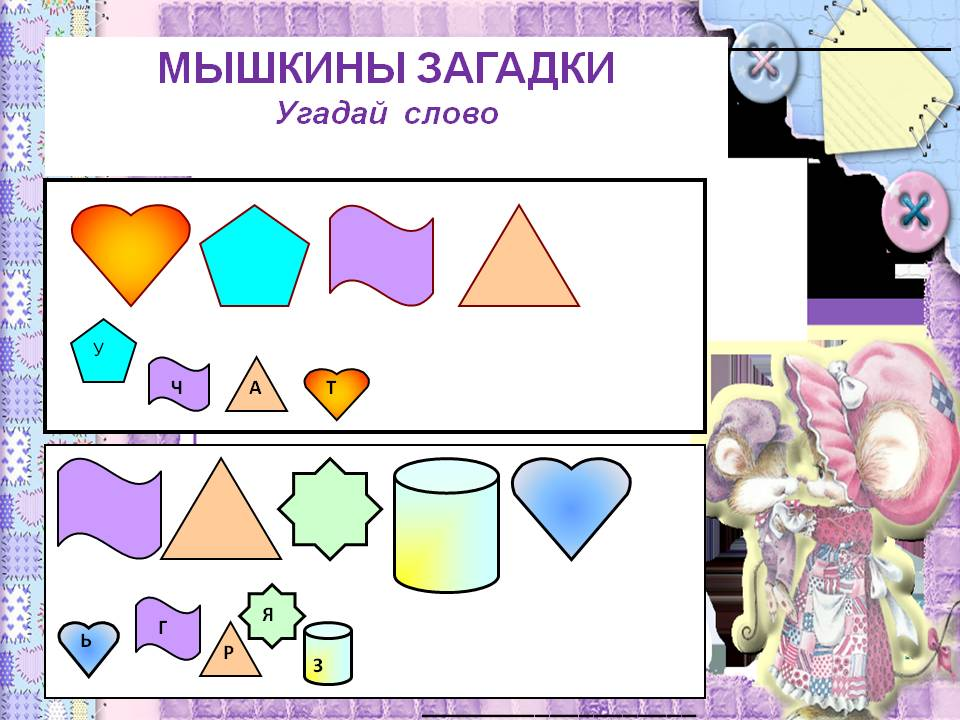 МЫШКИНЫ ЗАГАДКИ
Угадай слово
У
Ч А Т
Ь Г Р Я З